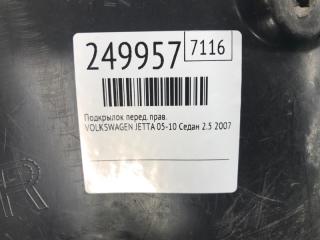 249957
7116
Подкрылок перед. прав.
VOLKSWAGEN JETTA 05-10 Седан 2.5 2007
R